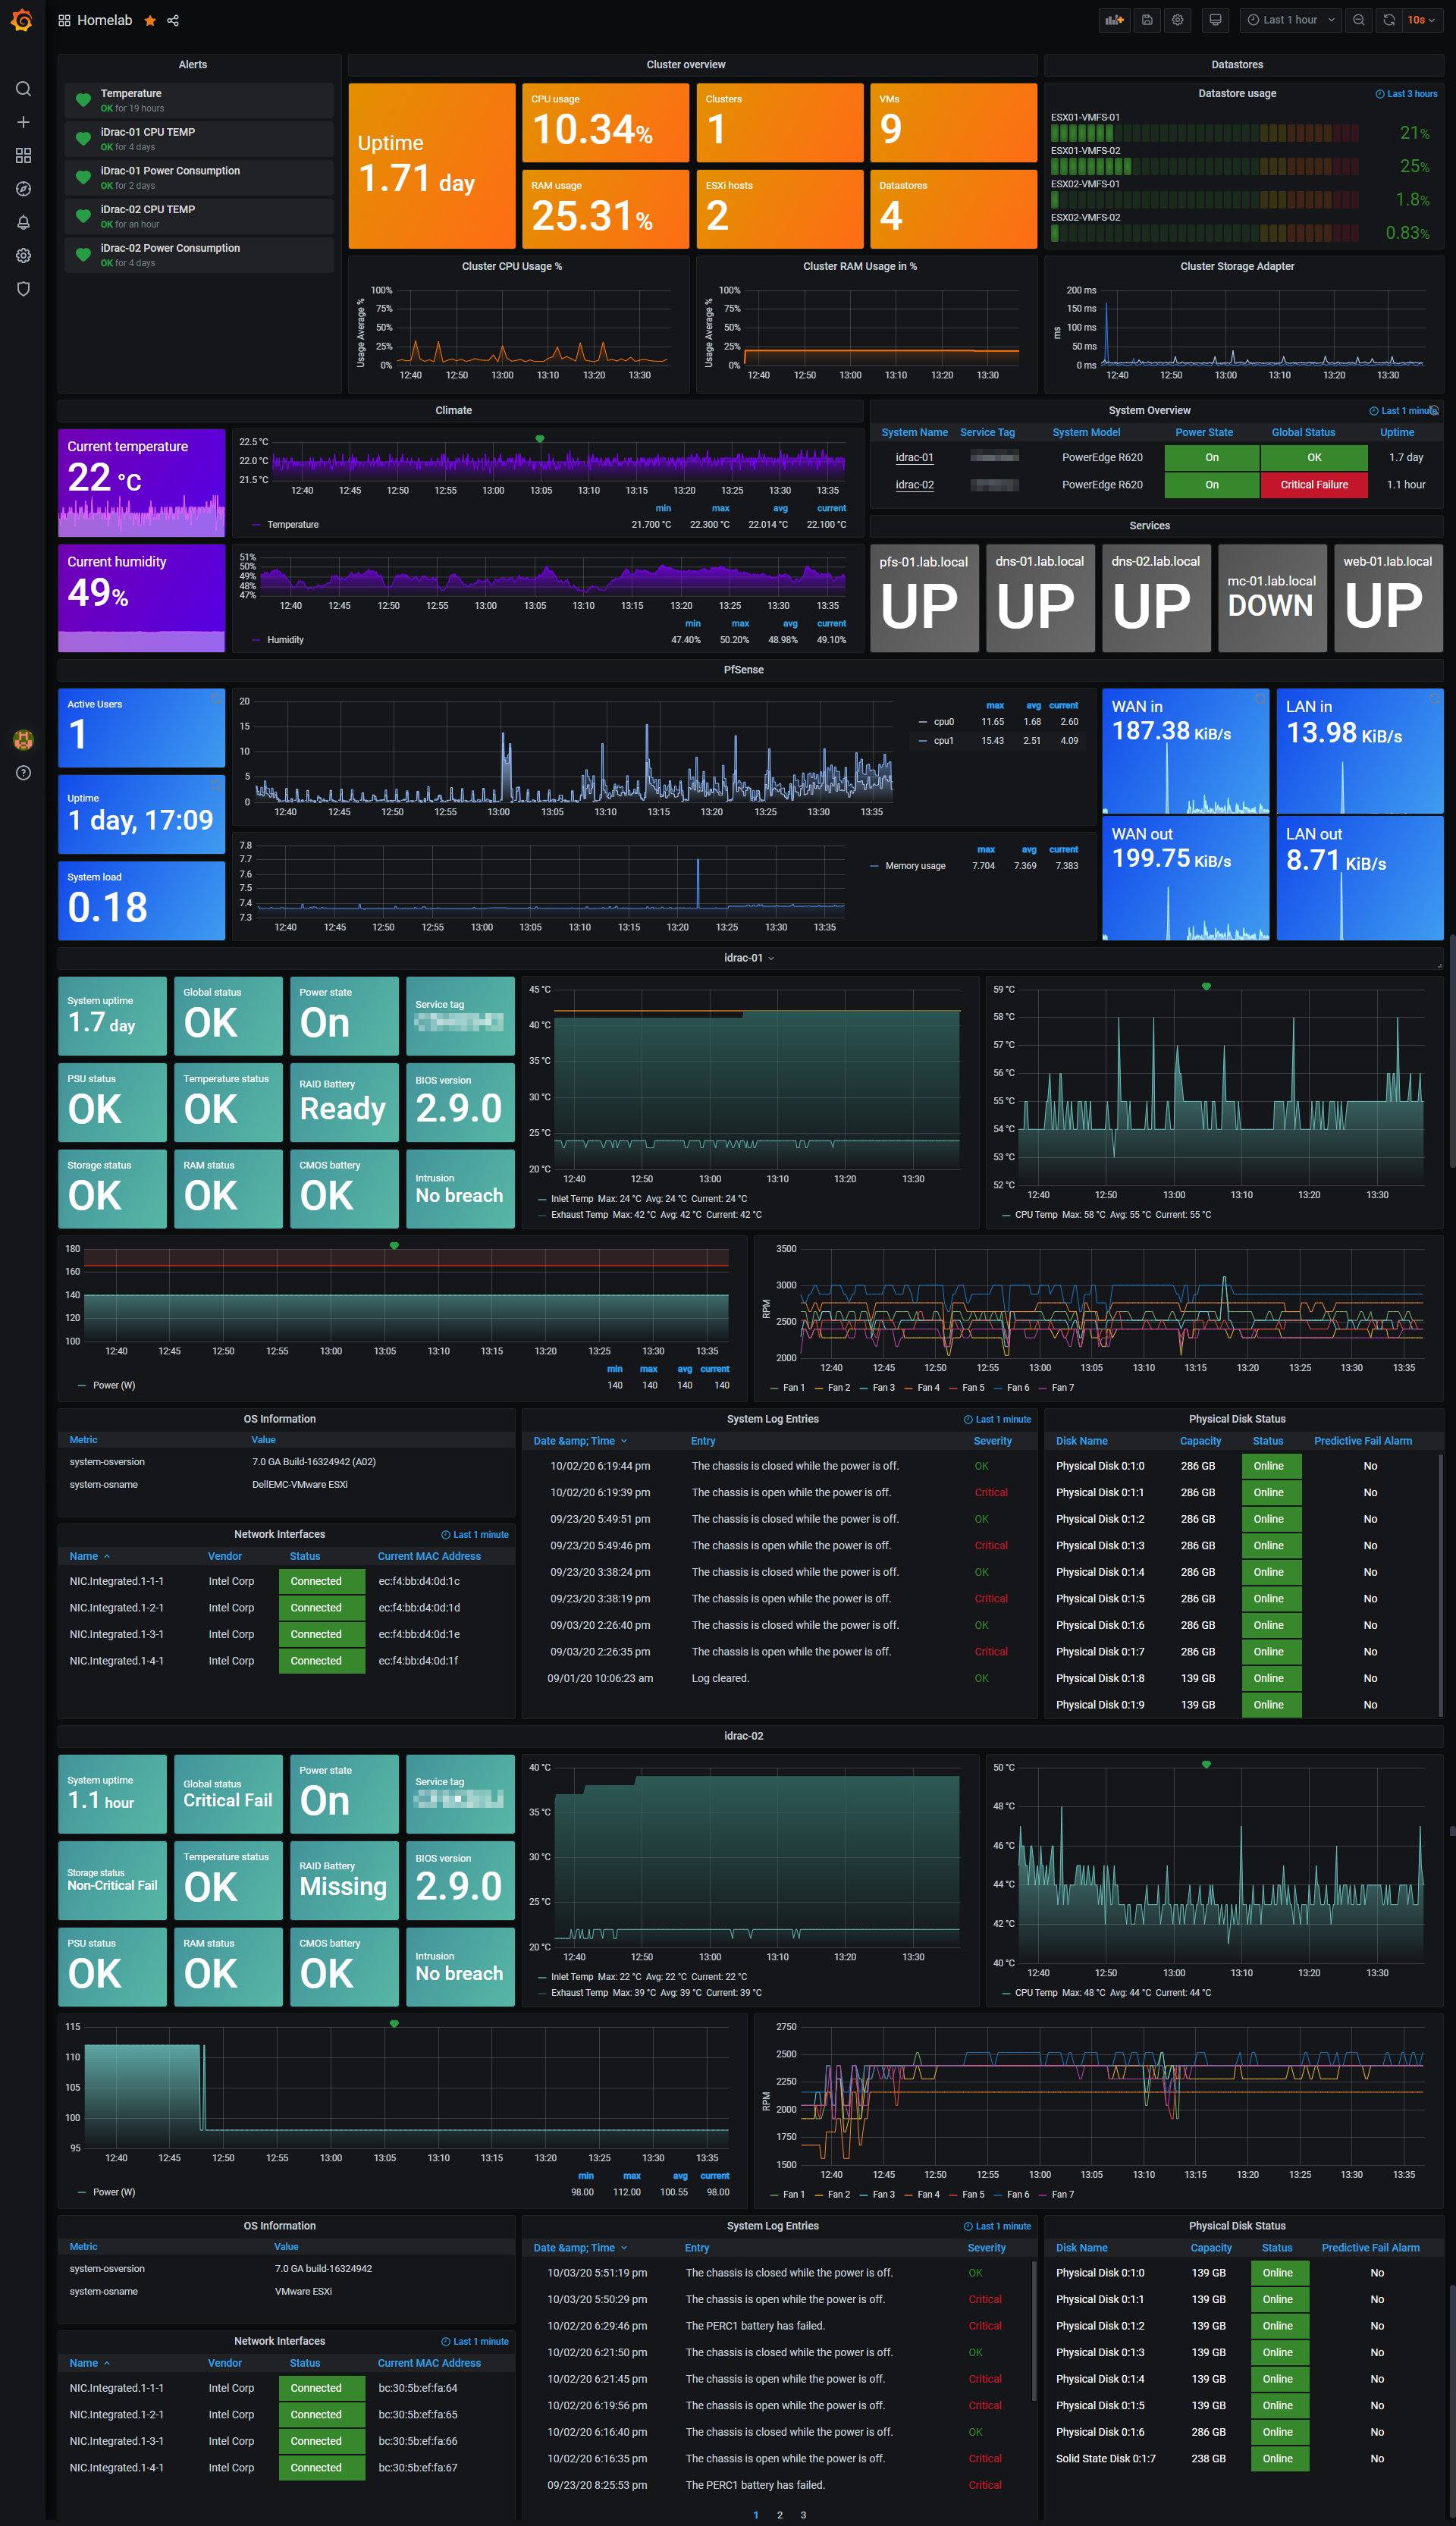 Homelab
Last 1 hour
10s
Alerts
Temperature
OK for 19 hours
iDrac-01 CPU TEMP
OK for 4 days
iDrac-01 Power Consumption
OK for 2 days
iDrac-02 CPU TEMP
OK for an hour
iDrac-02 Power Consumption
OK for 4 days
Cluster overview
Uptime
1.71 day
CPU usage
10.34%
Clusters
1
VMs
9
RAM usage
25.31%
ESXi hosts
2
Datastores
4
Datastores
Datastore usage
Last 3 hours
ESX01-VMFS-01
21%
ESX01-VMFS-02
25%
ESX02-VMFS-01
1.8%
ESX02-VMFS-02
0.83%
Cluster CPU Usage %
Usage Average %
100%
75%
50%
25%
0%
12:40 12:50 13:00 13:10 13:20 13:30
Cluster RAM Usage in %
Usage Average %
100%
75%
50%
25%
0%
12:40 12:50 13:00 13:10 13:20 13:30
Cluster Storage Adapter
ms
200 ms
150 ms
100 ms
50 ms
0 ms
12:40 12:50 13:00 13:10 13:20 13:30
Climate
Current temperature
22 °C
22.5 °C
22.0 °C
21.5 °C
12:40 12:45 12:50 12:55 13:00 13:05 13:10 13:15 13:20 13:25 13:30 13:35
min max avg current
Temperature 21.700 °C 22.300 °C 22.014 °C 22.100 °C
Current humidity
49%
51%
50%
49%
48%
47%
12:40 12:45 12:50 12:55 13:00 13:05 13:10 13:15 13:20 13:25 13:30 13:35
min max avg current
Humidity 47.40% 50.20% 48.98% 49.10%
System Overview
Last 1 minute
System Name Service Tag System Model Power State Global Status Uptime
idrac-01 PowerEdge R620 On OK 1.7 day
idrac-02 PowerEdge R620 On Critical Failure 1.1 hour
Services
pfs-01.lab.local
UP
dns-01.lab.local
UP
dns-02.lab.local
UP
mc-01.lab.local
DOWN
web-01.lab.local
UP
PfSense
Active Users
1
Uptime
1 day, 17:09
System load
0.18
20
15
10
5
0
12:40 12:45 12:50 12:55 13:00 13:05 13:10 13:15 13:20 13:25 13:30 13:35
max avg current
cpu0 11.65 1.68 2.60
cpu1 15.43 2.51 4.09
7.8
7.7
7.6
7.5
7.4
7.3
12:40 12:45 12:50 12:55 13:00 13:05 13:10 13:15 13:20 13:25 13:30 13:35
max avg current
Memory usage 7.704 7.369 7.383
WAN in
187.38 KiB/s
LAN in
13.98 KiB/s
WAN out
199.75 KiB/s
LAN out
8.71 KiB/s
idrac-01
System uptime
1.7 day
Global status
OK
Power state
On
Service tag
PSU status
OK
Temperature status
OK
RAID Battery
Ready
BIOS version
2.9.0
Storage status
OK
RAM status
OK
CMOS battery
OK
Intrusion
No breach
45 °C
40 °C
35 °C
30 °C
25 °C
20 °C
12:40 12:50 13:00 13:10 13:20 13:30
Inlet Temp Max: 24 °C Avg: 24 °C Current: 24 °C
Exhaust Temp Max: 42 °C Avg: 42 °C Current: 42 °C
59 °C
58 °C
57 °C
56 °C
55 °C
54 °C
53 °C
52 °C
12:40 12:50 13:00 13:10 13:20 13:30
CPU Temp Max: 58 °C Avg: 55 °C Current: 55 °C
180
160
140
120
100
12:40 12:45 12:50 12:55 13:00 13:05 13:10 13:15 13:20 13:25 13:30 13:35
min max avg current
Power (W) 140 140 140 140
RPM
3500
3000
2500
2000
12:40 12:45 12:50 12:55 13:00 13:05 13:10 13:15 13:20 13:25 13:30 13:35
Fan 1 Fan 2 Fan 3 Fan 4 Fan 5 Fan 6 Fan 7
OS Information
Metric Value
system-osversion 7.0 GA Build-16324942 (A02)
system-osname DellEMC-VMware ESXi
Network Interfaces
Last 1 minute
Name Vendor Status Current MAC Address
NIC.Integrated.1-1-1 Intel Corp Connected ec:f4:bb:d4:0d:1c
NIC.Integrated.1-2-1 Intel Corp Connected ec:f4:bb:d4:0d:1d
NIC.Integrated.1-3-1 Intel Corp Connected ec:f4:bb:d4:0d:1e
NIC.Integrated.1-4-1 Intel Corp Connected ec:f4:bb:d4:0d:1f
System Log Entries
Last 1 minute
Date &amp; Time Entry Severity
10/02/20 6:19:44 pm The chassis is closed while the power is off. OK
10/02/20 6:19:39 pm The chassis is open while the power is off. Critical
09/23/20 5:49:51 pm The chassis is closed while the power is off. OK
09/23/20 5:49:46 pm The chassis is open while the power is off. Critical
09/23/20 3:38:24 pm The chassis is closed while the power is off. OK
09/23/20 3:38:19 pm The chassis is open while the power is off. Critical
09/03/20 2:26:40 pm The chassis is closed while the power is off. OK
09/03/20 2:26:35 pm The chassis is open while the power is off. Critical
09/01/20 10:06:23 am Log cleared. OK
Physical Disk Status
Disk Name Capacity Status Predictive Fail Alarm
Physical Disk 0:1:0 286 GB Online No
Physical Disk 0:1:1 286 GB Online No
Physical Disk 0:1:2 286 GB Online No
Physical Disk 0:1:3 286 GB Online No
Physical Disk 0:1:4 286 GB Online No
Physical Disk 0:1:5 286 GB Online No
Physical Disk 0:1:6 286 GB Online No
Physical Disk 0:1:7 286 GB Online No
Physical Disk 0:1:8 139 GB Online No
Physical Disk 0:1:9 139 GB Online No
idrac-02
System uptime
1.1 hour
Global status
Critical Fail
Power state
On
Service tag
Storage status
Non-Critical Fail
Temperature status
OK
RAID Battery
Missing
BIOS version
2.9.0
PSU status
OK
RAM status
OK
CMOS battery
OK
Intrusion
No breach
40 °C
35 °C
30 °C
25 °C
20 °C
12:40 12:50 13:00 13:10 13:20 13:30
Inlet Temp Max: 22 °C Avg: 22 °C Current: 22 °C
Exhaust Temp Max: 39 °C Avg: 39 °C Current: 39 °C
50 °C
48 °C
46 °C
44 °C
42 °C
40 °C
12:40 12:50 13:00 13:10 13:20 13:30
CPU Temp Max: 48 °C Avg: 44 °C Current: 44 °C
115
110
105
100
95
12:40 12:45 12:50 12:55 13:00 13:05 13:10 13:15 13:20 13:25 13:30 13:35
min max avg current
Power (W) 98.00 112.00 100.55 98.00
RPM
2750
2500
2250
2000
1750
1500
12:40 12:45 12:50 12:55 13:00 13:05 13:10 13:15 13:20 13:25 13:30 13:35
Fan 1 Fan 2 Fan 3 Fan 4 Fan 5 Fan 6 Fan 7
OS Information
Metric Value
system-osversion 7.0 GA build-16324942
system-osname VMware ESXi
Network Interfaces
Last 1 minute
Name Vendor Status Current MAC Address
NIC.Integrated.1-1-1 Intel Corp Connected bc:30:5b:ef:fa:64
NIC.Integrated.1-2-1 Intel Corp Connected bc:30:5b:ef:fa:65
NIC.Integrated.1-3-1 Intel Corp Connected bc:30:5b:ef:fa:66
NIC.Integrated.1-4-1 Intel Corp Connected bc:30:5b:ef:fa:67
System Log Entries
Last 1 minute
Date &amp; Time Entry Severity
10/03/20 5:51:19 pm The chassis is closed while the power is off. OK
10/03/20 5:50:29 pm The chassis is open while the power is off. Critical
10/02/20 6:29:46 pm The PERC1 battery has failed. Critical
10/02/20 6:21:50 pm The chassis is closed while the power is off. OK
10/02/20 6:21:45 pm The chassis is open while the power is off. Critical
10/02/20 6:19:56 pm The chassis is open while the power is off. Critical
10/02/20 6:16:40 pm The chassis is closed while the power is off. OK
10/02/20 6:16:35 pm The chassis is open while the power is off. Critical
09/23/20 8:25:53 pm The PERC1 battery has failed. Critical
1 2 3
Physical Disk Status
Disk Name Capacity Status Predictive Fail Alarm
Physical Disk 0:1:0 139 GB Online No
Physical Disk 0:1:1 139 GB Online No
Physical Disk 0:1:2 139 GB Online No
Physical Disk 0:1:3 139 GB Online No
Physical Disk 0:1:4 139 GB Online No
Physical Disk 0:1:5 139 GB Online No
Physical Disk 0:1:6 286 GB Online No
Solid State Disk 0:1:7 238 GB Online No